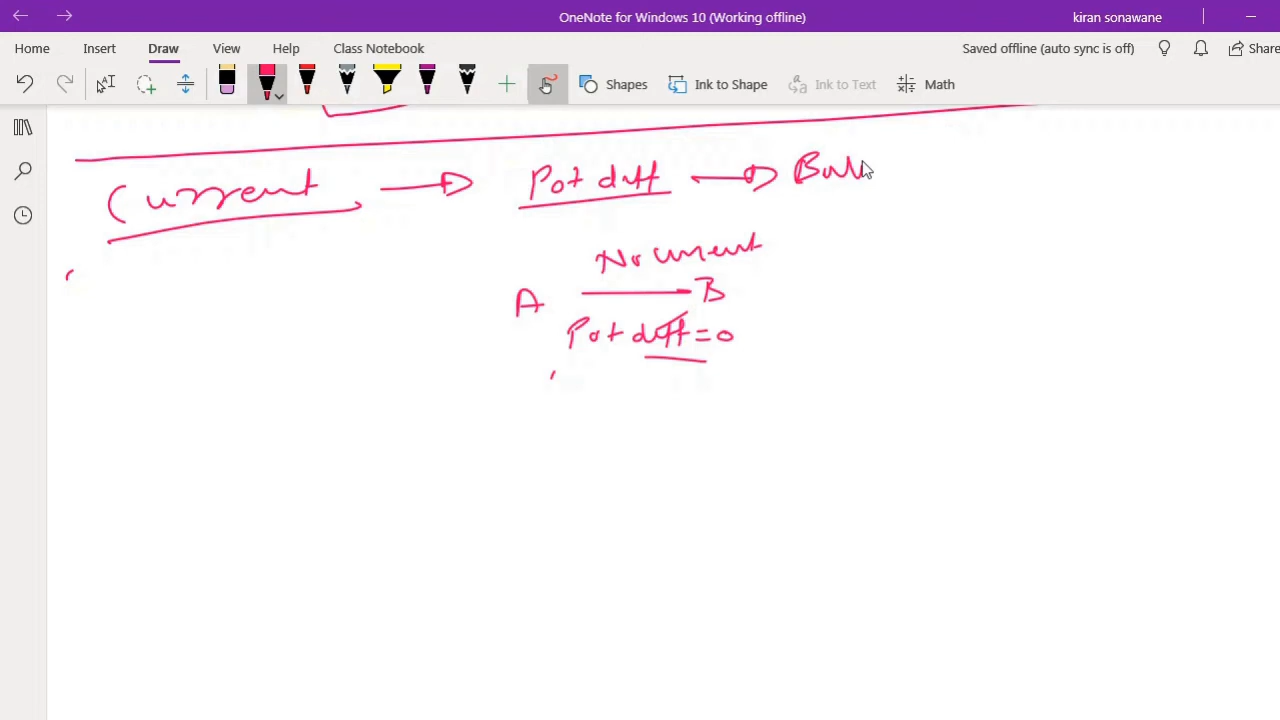 OneNote for Windows 10 (Working offline)
kiran sonawane
Home Insert Draw View Help Class Notebook
Saved offline (auto sync is off)
Share
Shapes
Ink to Shape
Ink to Text
Math
Current → Pot diff →
No current
A → B
Pot diff = 0